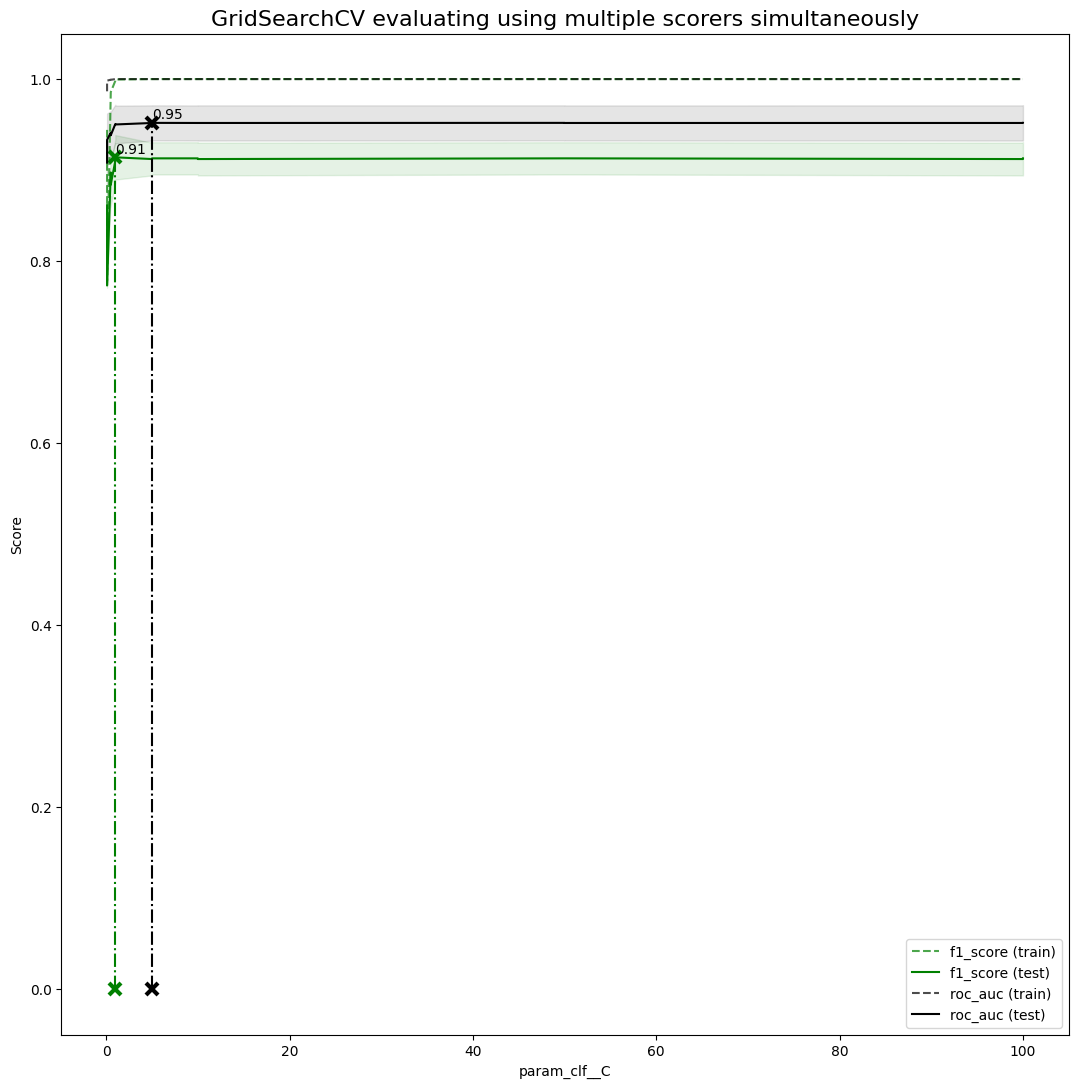 GridSearchCV evaluating using multiple scorers simultaneously
1.0
0.8
0.6
0.4
0.2
0.0
Score
0.95
0.91
f1_score (train)
f1_score (test)
roc_auc (train)
roc_auc (test)
0 20 40 60 80 100
param_clf__C